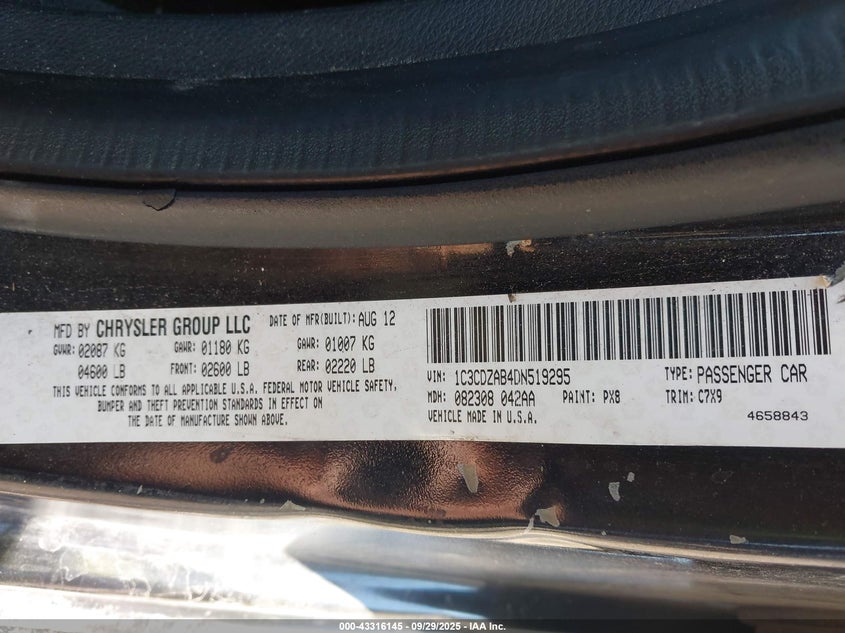 MFD BY CHRYSLER GROUP LLC DATE OF MFR(BUILT): AUG 12
GVWR: 02087 KG GAWR: 01180 KG GAWR: 01007 KG
04600 LB FRONT: 02600 LB REAR: 02220 LB
THIS VEHICLE CONFORMS TO ALL APPLICABLE U.S.A. FEDERAL MOTOR VEHICLE SAFETY,
BUMPER AND THEFT PREVENTION STANDARDS IN EFFECT ON
THE DATE OF MANUFACTURE SHOWN ABOVE.
VIN: 1C3CDZAB4DN519295 TYPE: PASSENGER CAR
MDH: 082308 042AA PAINT: PX8 TRIM: C7X9
VEHICLE MADE IN U.S.A. 4658843
000-43316145 - 09/29/2025 - IAA Inc.